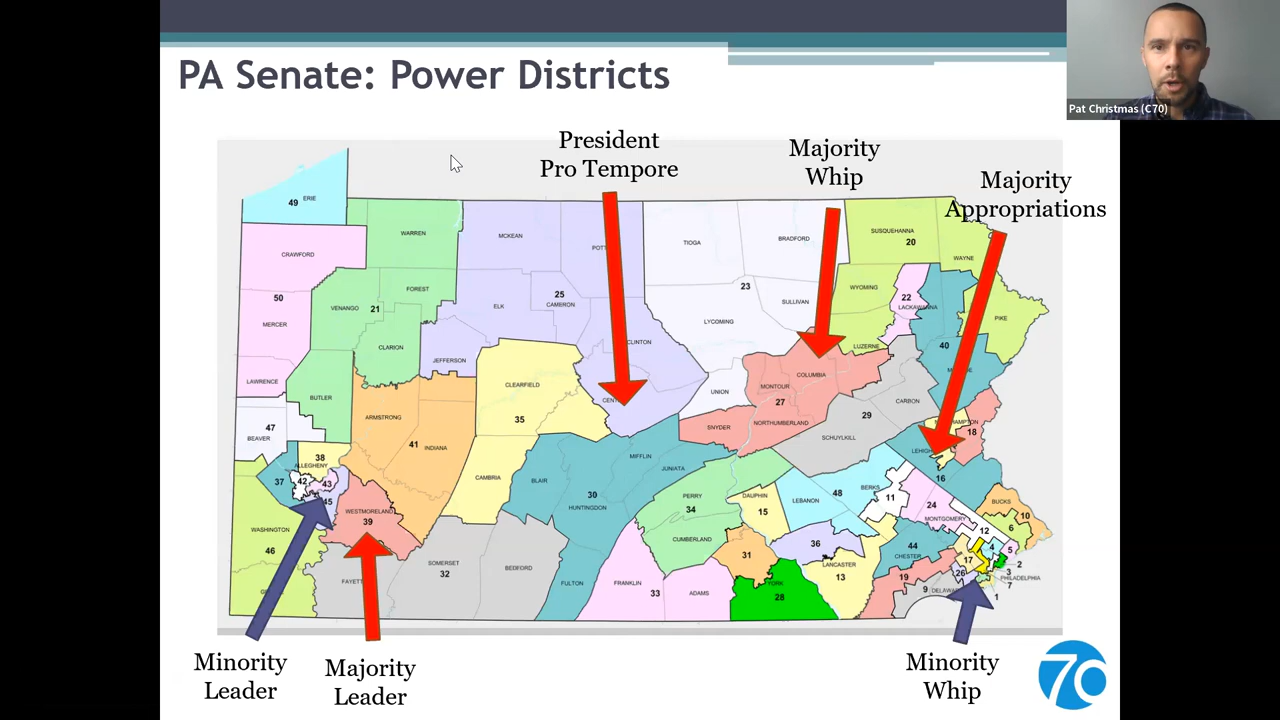 PA Senate: Power Districts
Pat Christmas (C70)
President
Pro Tempore
Majority
Whip
Majority
Appropriations
49 ERIE
WARREN
MCKEAN
TIOGA
BRADFORD
SUSQUEHANNA
20
WAYNE
CRAWFORD
FOREST
VENANGO 21
ELK
25
CAMERON
23
SULLIVAN
WYOMING
22
LACKAWANNA
PIKE
50
MERCER
LYCOMING
CLINTON
LUZERNE
40
CLARION
JEFFERSON
LAWRENCE
BUTLER
CLEARFIELD
35
UNION
COLUMBIA
MONTOUR
27
NORTHUMBERLAND
SNYDER
CARBON
29
SCHUYLKILL
18
47
BEAVER
ARMSTRONG
41
INDIANA
38
ALLEGHENY
37
42
43
45
CAMBRIA
BLAIR
MIFFLIN
JUNIATA
30
HUNTINGDON
LEHIGH
16
WESTMORELAND
39
WASHINGTON
46
PERRY
34
CUMBERLAND
DAUPHIN
15
LEBANON
48
BERKS
11
24
MONTGOMERY
BUCKS
10
6
12
SOMERSET
32
BEDFORD
FULTON
FRANKLIN
33
ADAMS
31
YORK
28
36
LANCASTER
13
44
CHESTER
19
9
26
17
4
5
2
3
PHILADELPHIA
7
1
Minority
Leader
Majority
Leader
Minority
Whip
70